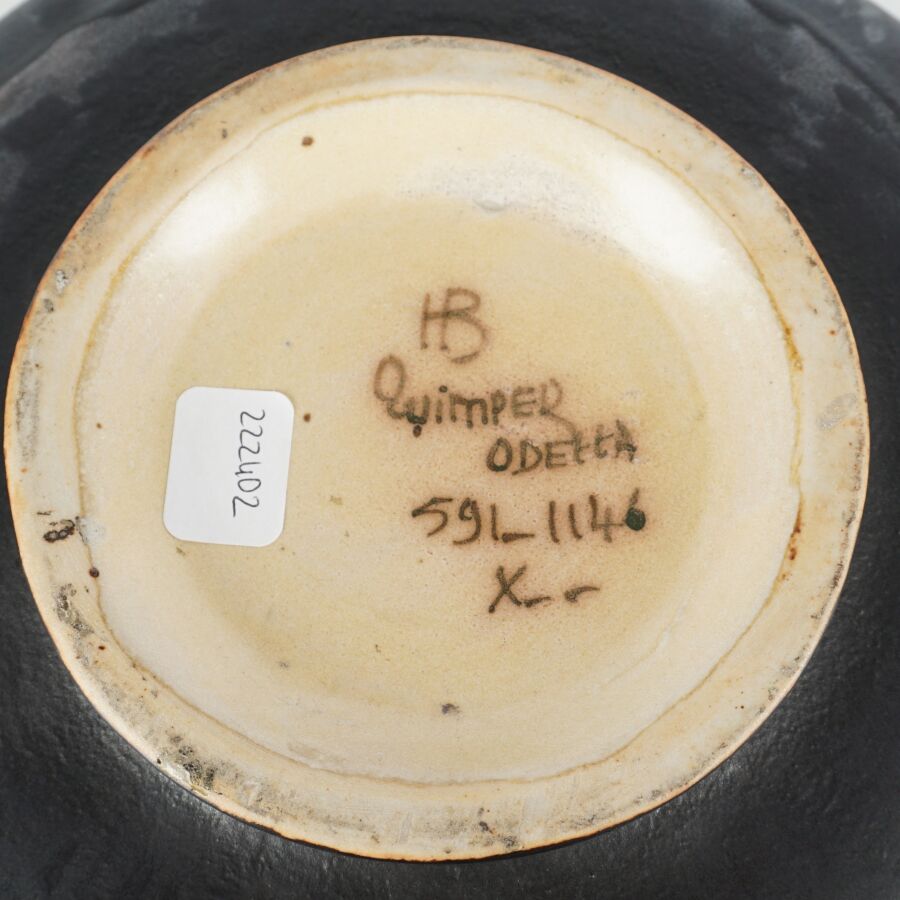 HB
Quimper
ODETTA
591-1146
X--
222402